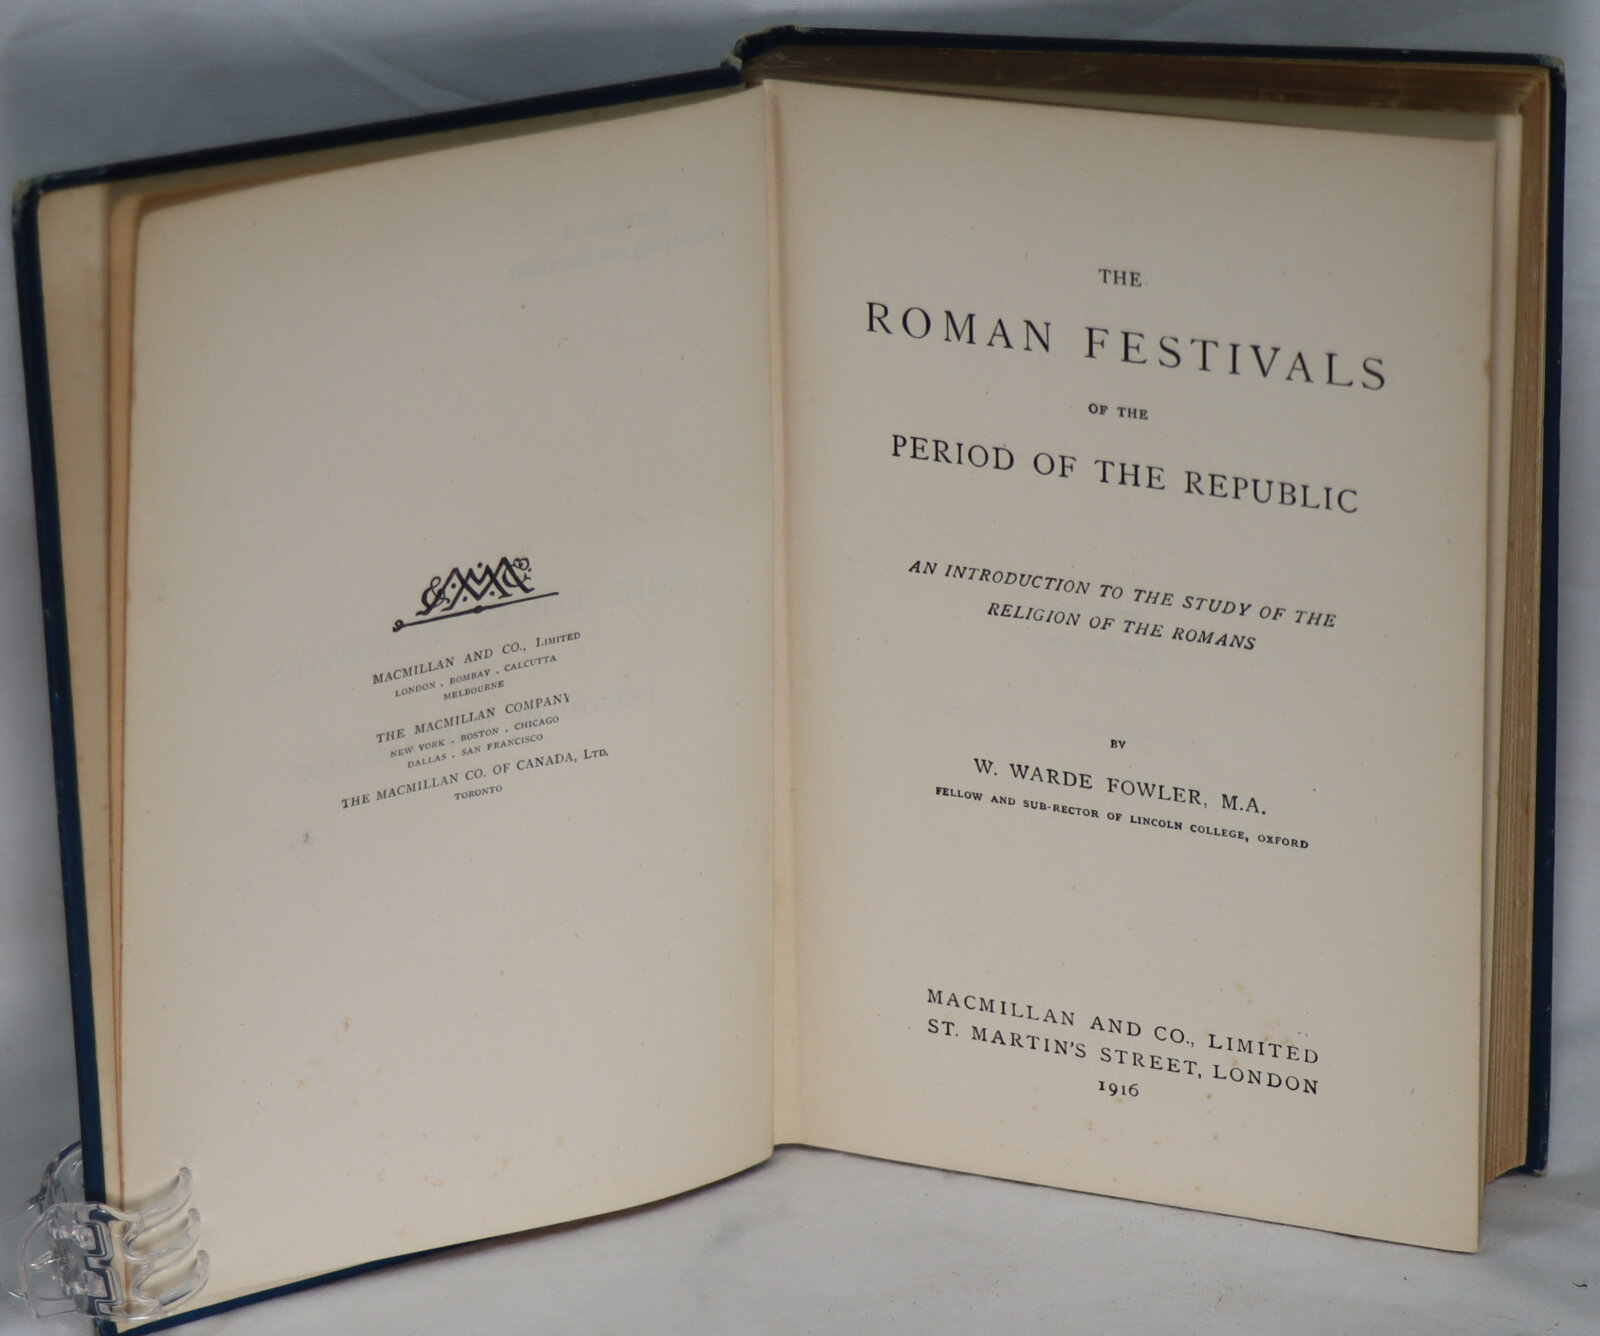 MACMILLAN AND CO., LIMITED
LONDON . BOMBAY . CALCUTTA
MELBOURNE
THE MACMILLAN COMPANY
NEW YORK . BOSTON . CHICAGO
DALLAS . SAN FRANCISCO
THE MACMILLAN CO. OF CANADA, LTD.
TORONTO
THE
ROMAN FESTIVALS
OF THE
PERIOD OF THE REPUBLIC
AN INTRODUCTION TO THE STUDY OF THE
RELIGION OF THE ROMANS
BY
W. WARDE FOWLER, M.A.
FELLOW AND SUB-RECTOR OF LINCOLN COLLEGE, OXFORD
MACMILLAN AND CO., LIMITED
ST. MARTIN'S STREET, LONDON
1916